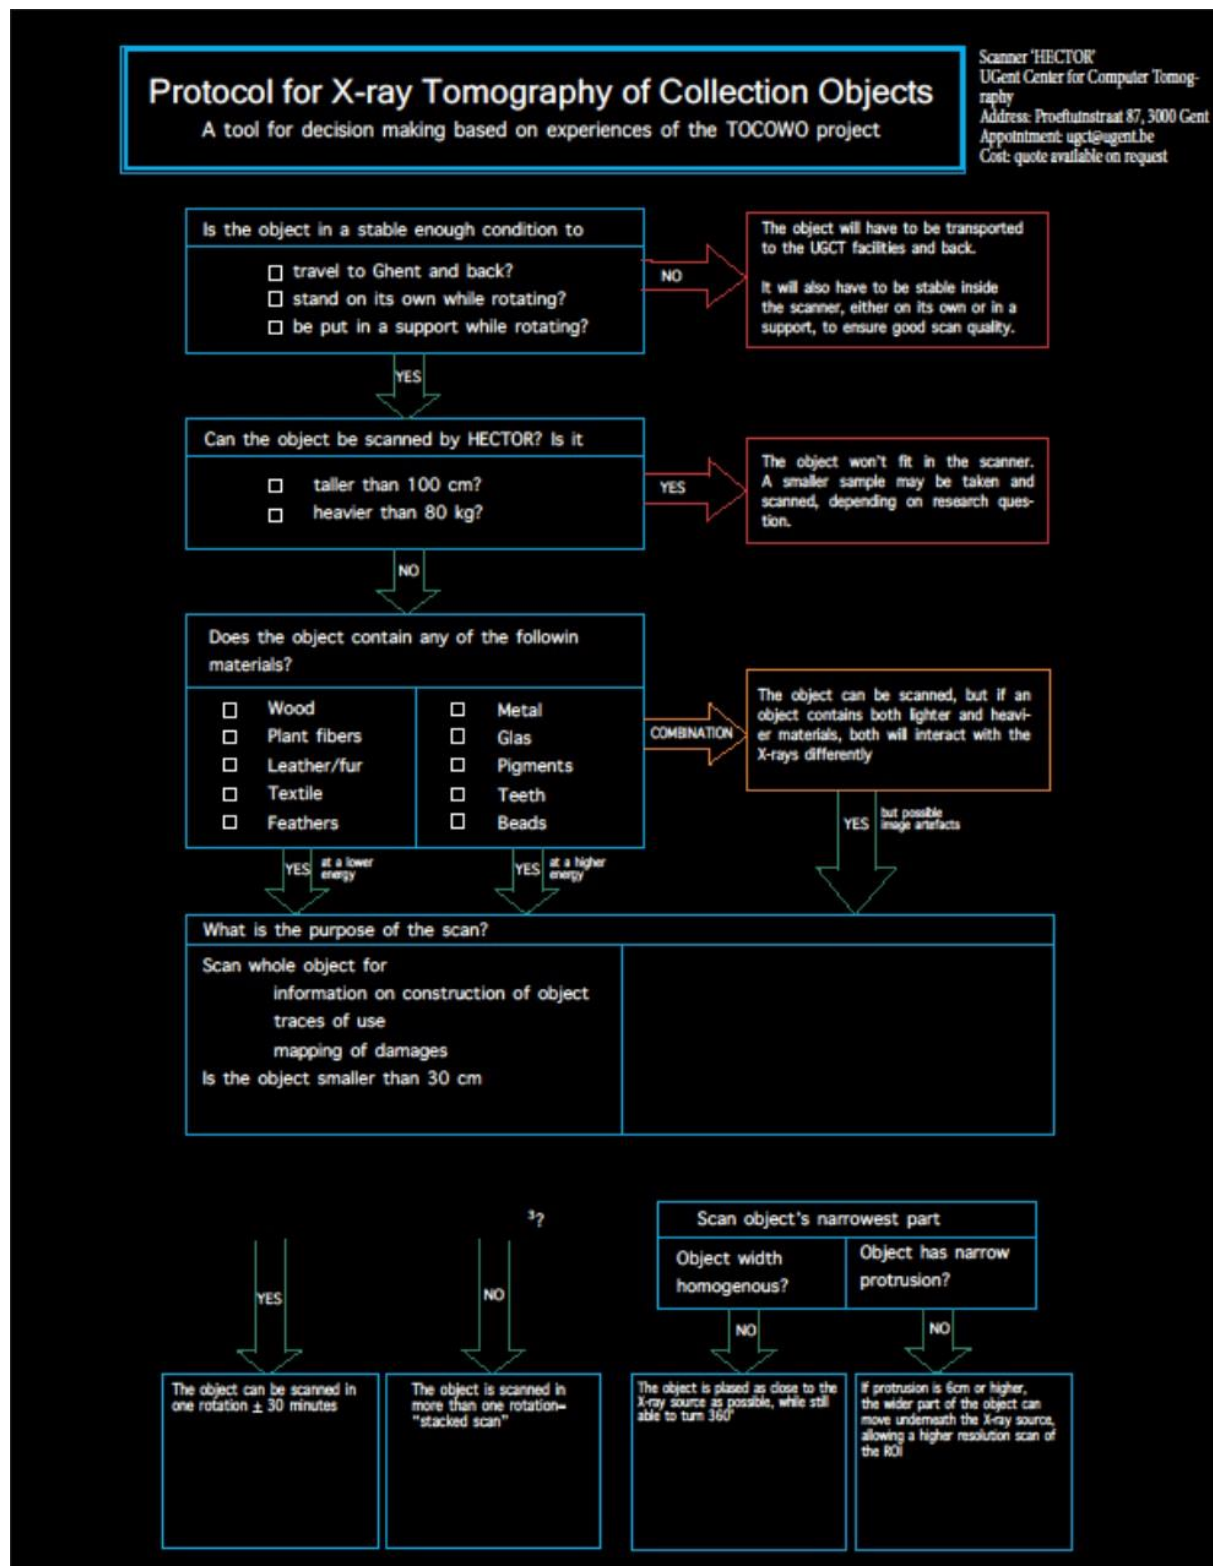 Protocol for X-ray Tomography of Collection Objects
A tool for decision making based on experiences of the TOCOWO project
Scanner 'HECTOR'
UGent Center for Computer Tomog-
raphy
Address: Proeftuinstraat 87, 3000 Gent
Appointment: ugct@ugent.be
Cost: quote available on request
Is the object in a stable enough condition to
travel to Ghent and back?
stand on its own while rotating?
be put in a support while rotating?
NO
The object will have to be transported
to the UGCT facilities and back.
It will also have to be stable inside
the scanner, either on its own or in a
support, to ensure good scan quality.
YES
Can the object be scanned by HECTOR? Is it
taller than 100 cm?
heavier than 80 kg?
YES
The object won't fit in the scanner.
A smaller sample may be taken and
scanned, depending on research ques-
tion.
NO
Does the object contain any of the followin
materials?
Wood
Plant fibers
Leather/fur
Textile
Feathers
Metal
Glas
Pigments
Teeth
Beads
COMBINATION
The object can be scanned, but if an
object contains both lighter and heavi-
er materials, both will interact with the
X-rays differently
YES
at a lower
energy
YES
at a higher
energy
YES
but possible
image artefacts
What is the purpose of the scan?
Scan whole object for
information on construction of object
traces of use
mapping of damages
Is the object smaller than 30 cm
³?
Scan object's narrowest part
Object width
homogenous?
Object has narrow
protrusion?
YES
NO
NO
NO
The object can be scanned in
one rotation ± 30 minutes
The object is scanned in
more than one rotation=
"stacked scan"
The object is plased as close to the
X-ray source as possible, while still
able to turn 360°
If protrusion is 6cm or higher,
the wider part of the object can
move underneath the X-ray source,
allowing a higher resolution scan of
the ROI